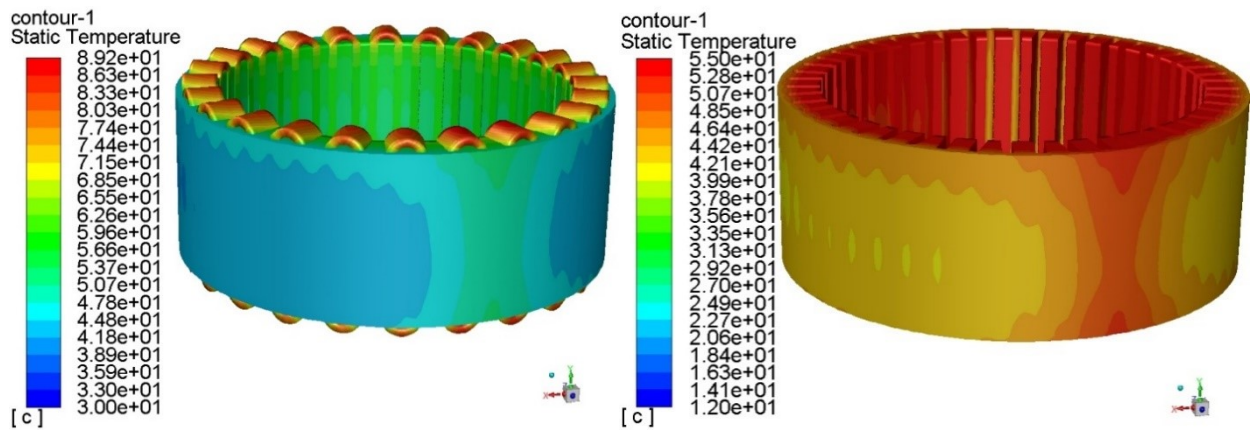 contour-1
Static Temperature
8.92e+01
8.63e+01
8.33e+01
8.03e+01
7.74e+01
7.44e+01
7.15e+01
6.85e+01
6.55e+01
6.26e+01
5.96e+01
5.66e+01
5.37e+01
5.07e+01
4.78e+01
4.48e+01
4.18e+01
3.89e+01
3.59e+01
3.30e+01
3.00e+01
[ c ]
Y
X
contour-1
Static Temperature
5.50e+01
5.28e+01
5.07e+01
4.85e+01
4.64e+01
4.42e+01
4.21e+01
3.99e+01
3.78e+01
3.56e+01
3.35e+01
3.13e+01
2.92e+01
2.70e+01
2.49e+01
2.27e+01
2.06e+01
1.84e+01
1.63e+01
1.41e+01
1.20e+01
[ c ]
Y
X